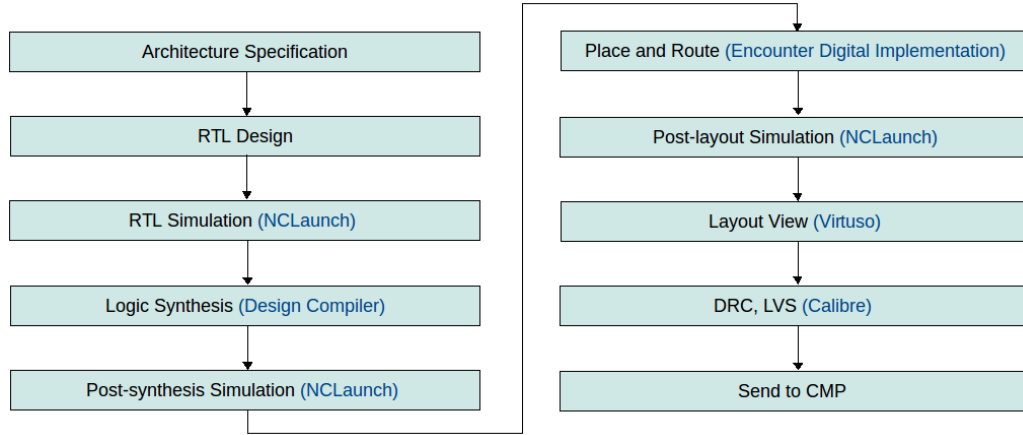 Architecture Specification
RTL Design
RTL Simulation (NCLaunch)
Logic Synthesis (Design Compiler)
Post-synthesis Simulation (NCLaunch)
Place and Route (Encounter Digital Implementation)
Post-layout Simulation (NCLaunch)
Layout View (Virtuso)
DRC, LVS (Calibre)
Send to CMP